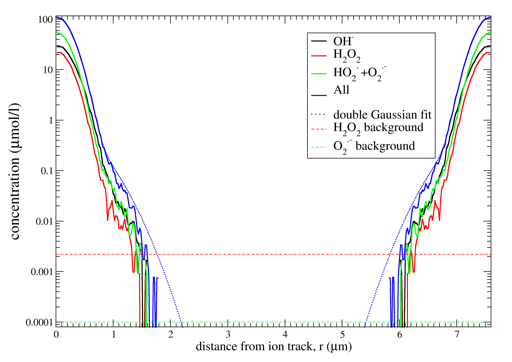 100
10
1
0.1
0.01
0.001
0.0001
concentration (μmol/l)
OH·
H₂O₂
HO₂·+O₂·⁻
All
double Gaussian fit
H₂O₂ background
O₂·⁻ background
0 1 2 3 4 5 6 7
distance from ion track, r (μm)